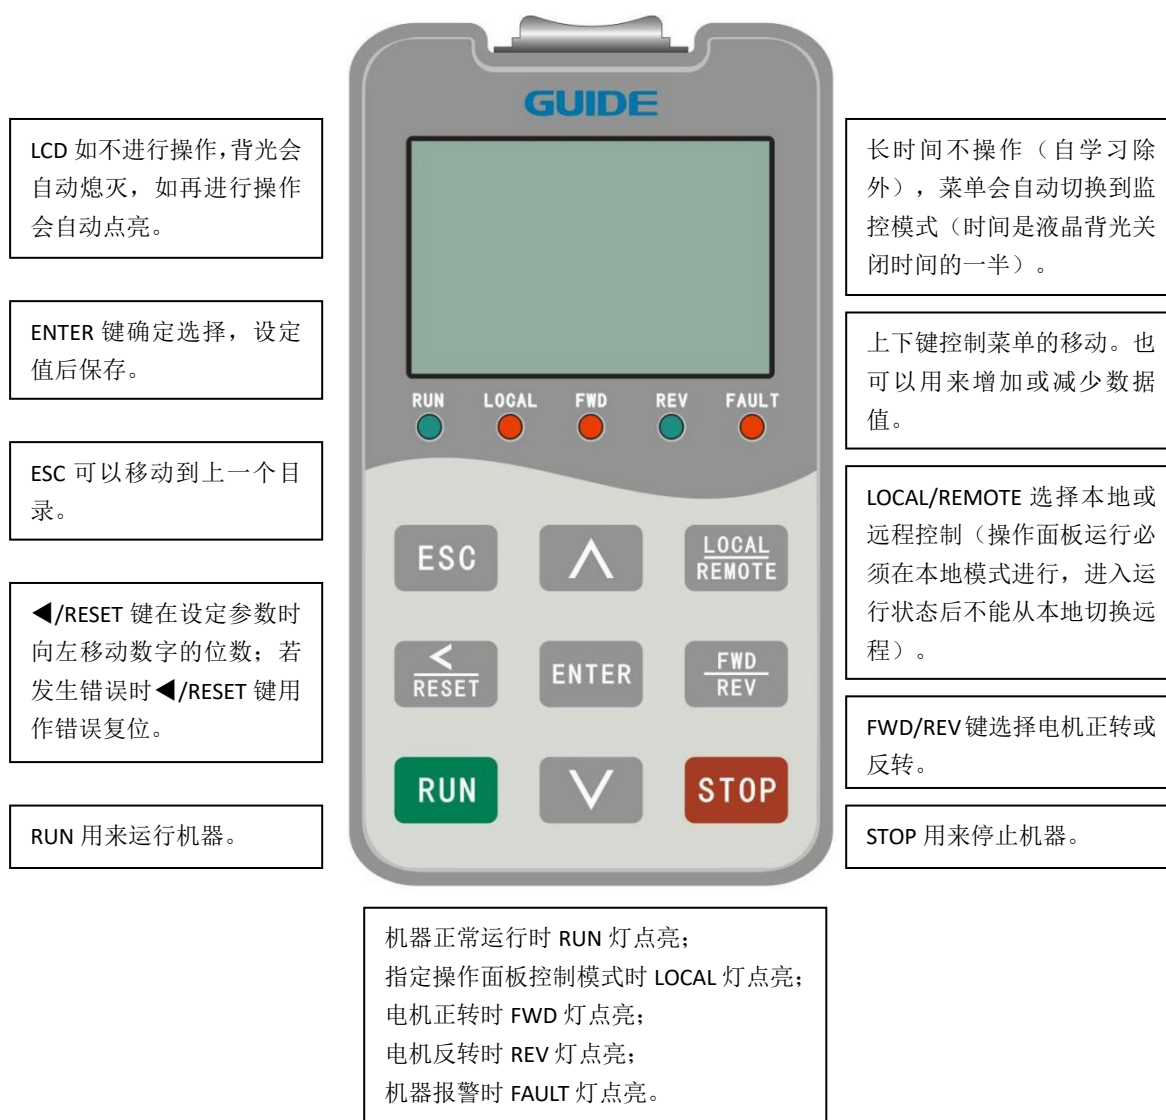 GUIDE
LCD 如不进行操作，背光会
自动熄灭，如再进行操作
会自动点亮。
ENTER 键确定选择，设定
值后保存。
ESC 可以移动到上一个目
录。
◀/RESET 键在设定参数时
向左移动数字的位数；若
发生错误时◀/RESET 键用
作错误复位。
RUN 用来运行机器。
RUN LOCAL FWD REV FAULT
ESC ∧ LOCAL
REMOTE
< 
RESET
ENTER
FWD
REV
RUN ∨ STOP
长时间不操作（自学习除
外），菜单会自动切换到监
控模式（时间是液晶背光关
闭时间的一半）。
上下键控制菜单的移动。也
可以用来增加或减少数据
值。
LOCAL/REMOTE 选择本地或
远程控制（操作面板运行必
须在本地模式进行，进入运
行状态后不能从本地切换远
程）。
FWD/REV 键选择电机正转或
反转。
STOP 用来停止机器。
机器正常运行时 RUN 灯点亮；
指定操作面板控制模式时 LOCAL 灯点亮；
电机正转时 FWD 灯点亮；
电机反转时 REV 灯点亮；
机器报警时 FAULT 灯点亮。